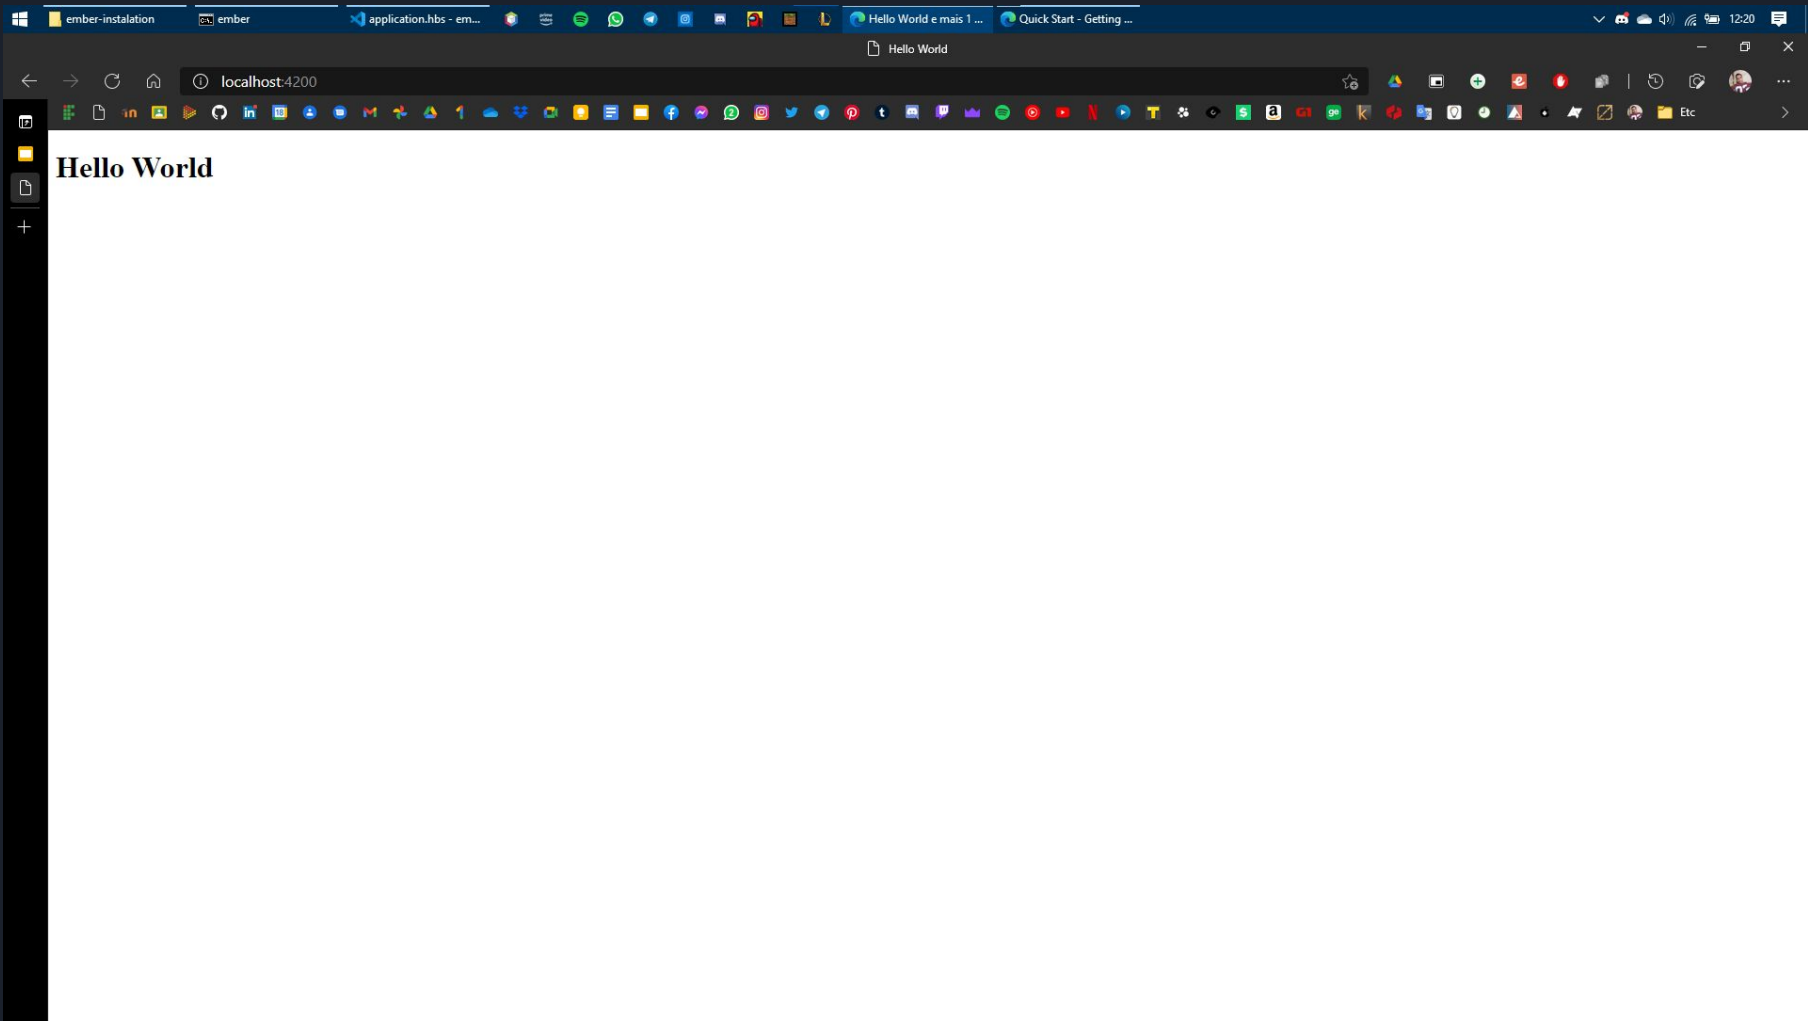 ember-instalation
ember
application.hbs - em...
Hello World e mais 1 ...
Quick Start - Getting ...
12:20
Hello World
localhost:4200
Etc
Hello World